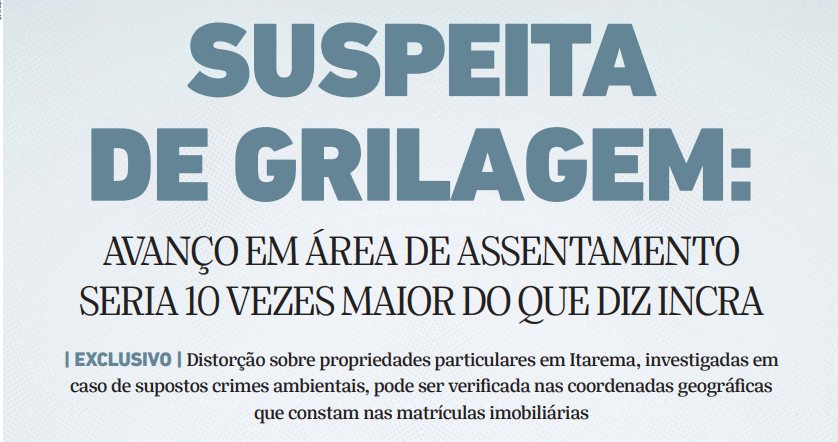 SUSPEITA
DE GRILAGEM:
AVANÇO EM ÁREA DE ASSENTAMENTO
SERIA 10 VEZES MAIOR DO QUE DIZ INCRA
| EXCLUSIVO | Distorção sobre propriedades particulares em Itarema, investigadas em
caso de supostos crimes ambientais, pode ser verificada nas coordenadas geográficas
que constam nas matrículas imobiliárias